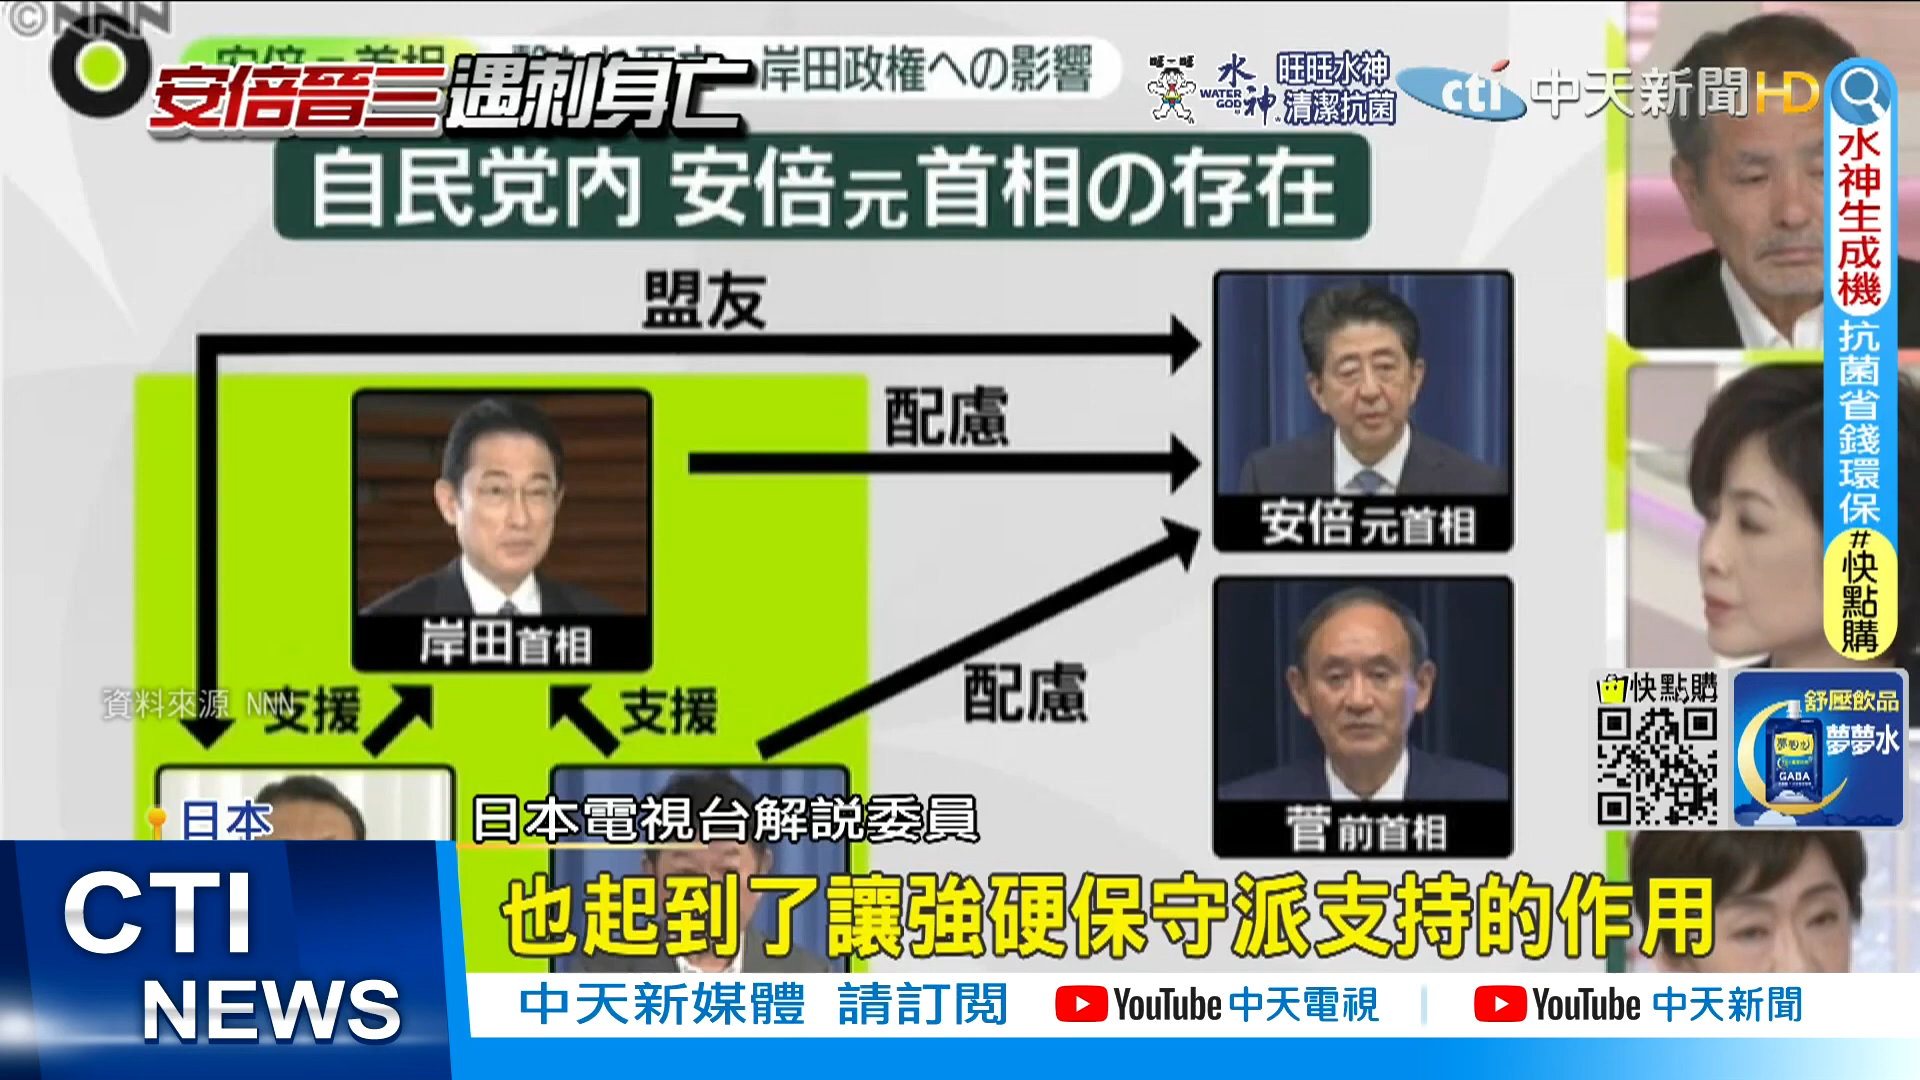 ©NNN
岸田政権への影響
安倍晉三遇刺身亡
旺旺水神
清潔抗菌
水神
WATER GOD
cti 中天新聞HD
自民党内 安倍元首相の存在
盟友
配慮
安倍元首相
岸田首相
支援
支援
配慮
菅前首相
資料來源 NNN
水神生成機
抗菌省錢環保
#快點購
快點購
舒壓飲品
夢夢水
GABA
日本
日本電視台解說委員
也起到了讓強硬保守派支持的作用
CTI
NEWS
中天新媒體 請訂閱 YouTube 中天電視 | YouTube 中天新聞